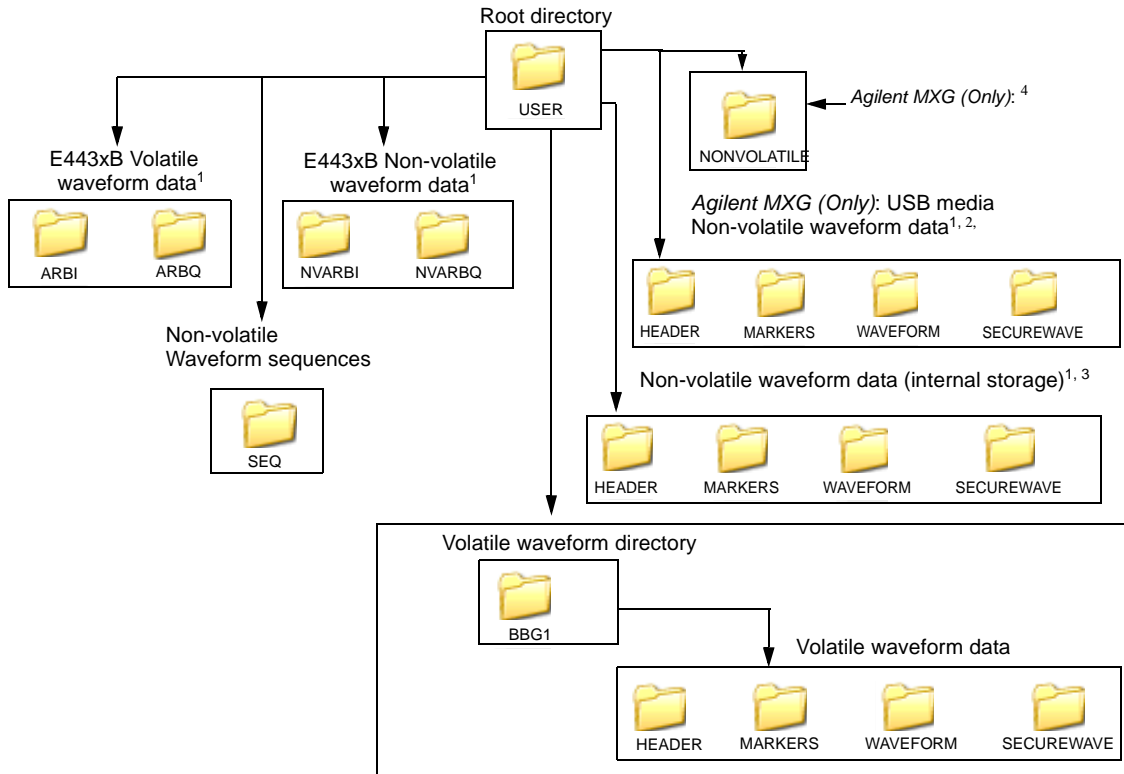 Root directory
USER
NONVOLATILE
Agilent MXG (Only): 4
E443xB Volatile
waveform data1
ARBI
ARBQ
E443xB Non-volatile
waveform data1
NVARBI
NVARBQ
Agilent MXG (Only): USB media
Non-volatile waveform data1, 2,
HEADER
MARKERS
WAVEFORM
SECUREWAVE
Non-volatile
Waveform sequences
SEQ
Non-volatile waveform data (internal storage)1, 3
HEADER
MARKERS
WAVEFORM
SECUREWAVE
Volatile waveform directory
BBG1
Volatile waveform data
HEADER
MARKERS
WAVEFORM
SECUREWAVE